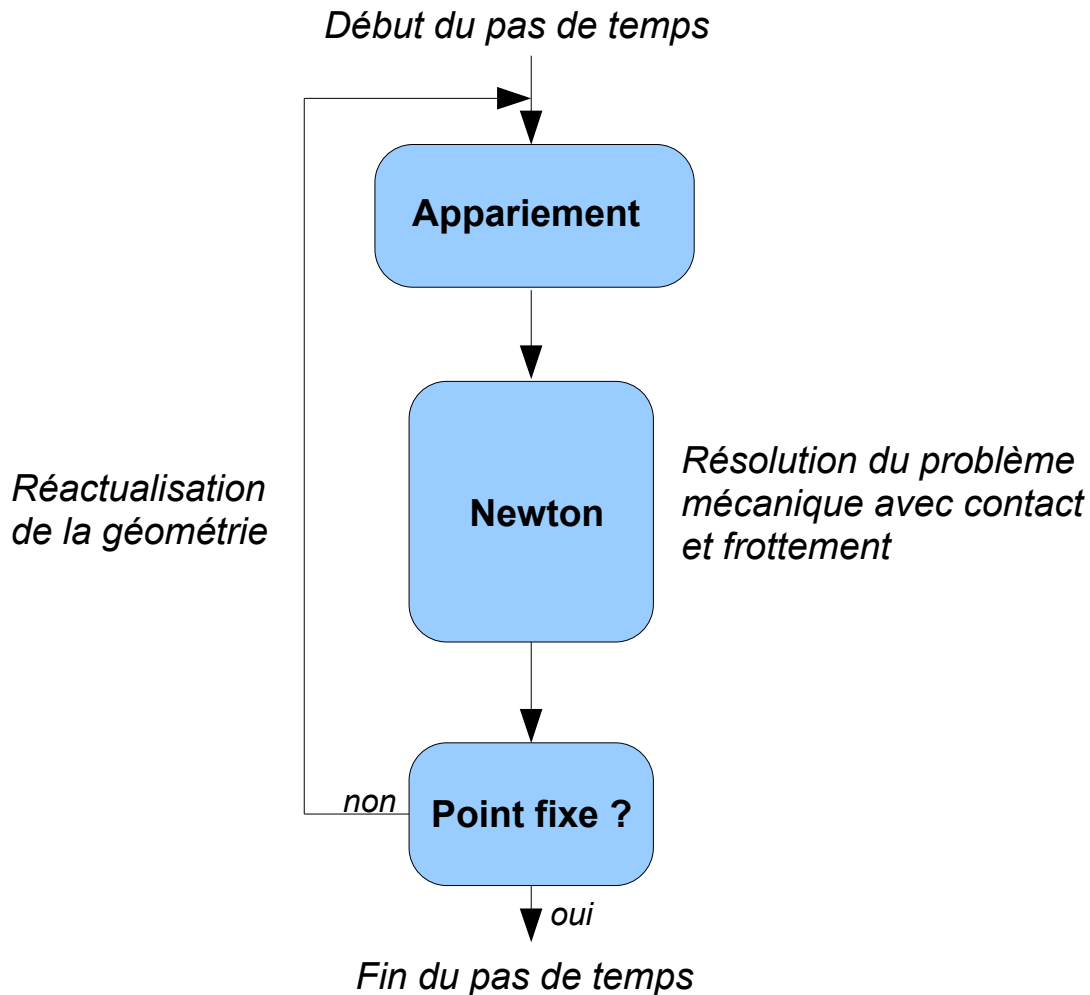 Début du pas de temps
Appariement
Réactualisation
de la géométrie
Newton
Résolution du problème
mécanique avec contact
et frottement
non
Point fixe ?
oui
Fin du pas de temps